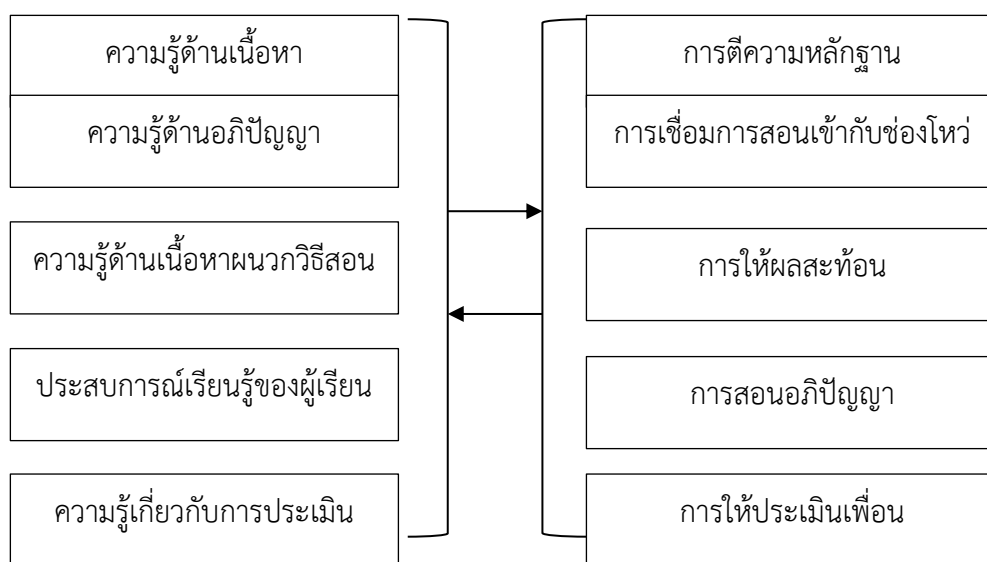 ความรู้ด้านเนื้อหา
ความรู้ด้านอภิปัญญา
ความรู้ด้านเนื้อหาผนวกวิธีสอน
ประสบการณ์เรียนรู้ของผู้เรียน
ความรู้เกี่ยวกับการประเมิน
การตีความหลักฐาน
การเชื่อมการสอนเข้ากับช่องโหว่
การให้ผลสะท้อน
การสอนอภิปัญญา
การให้ประเมินเพื่อน